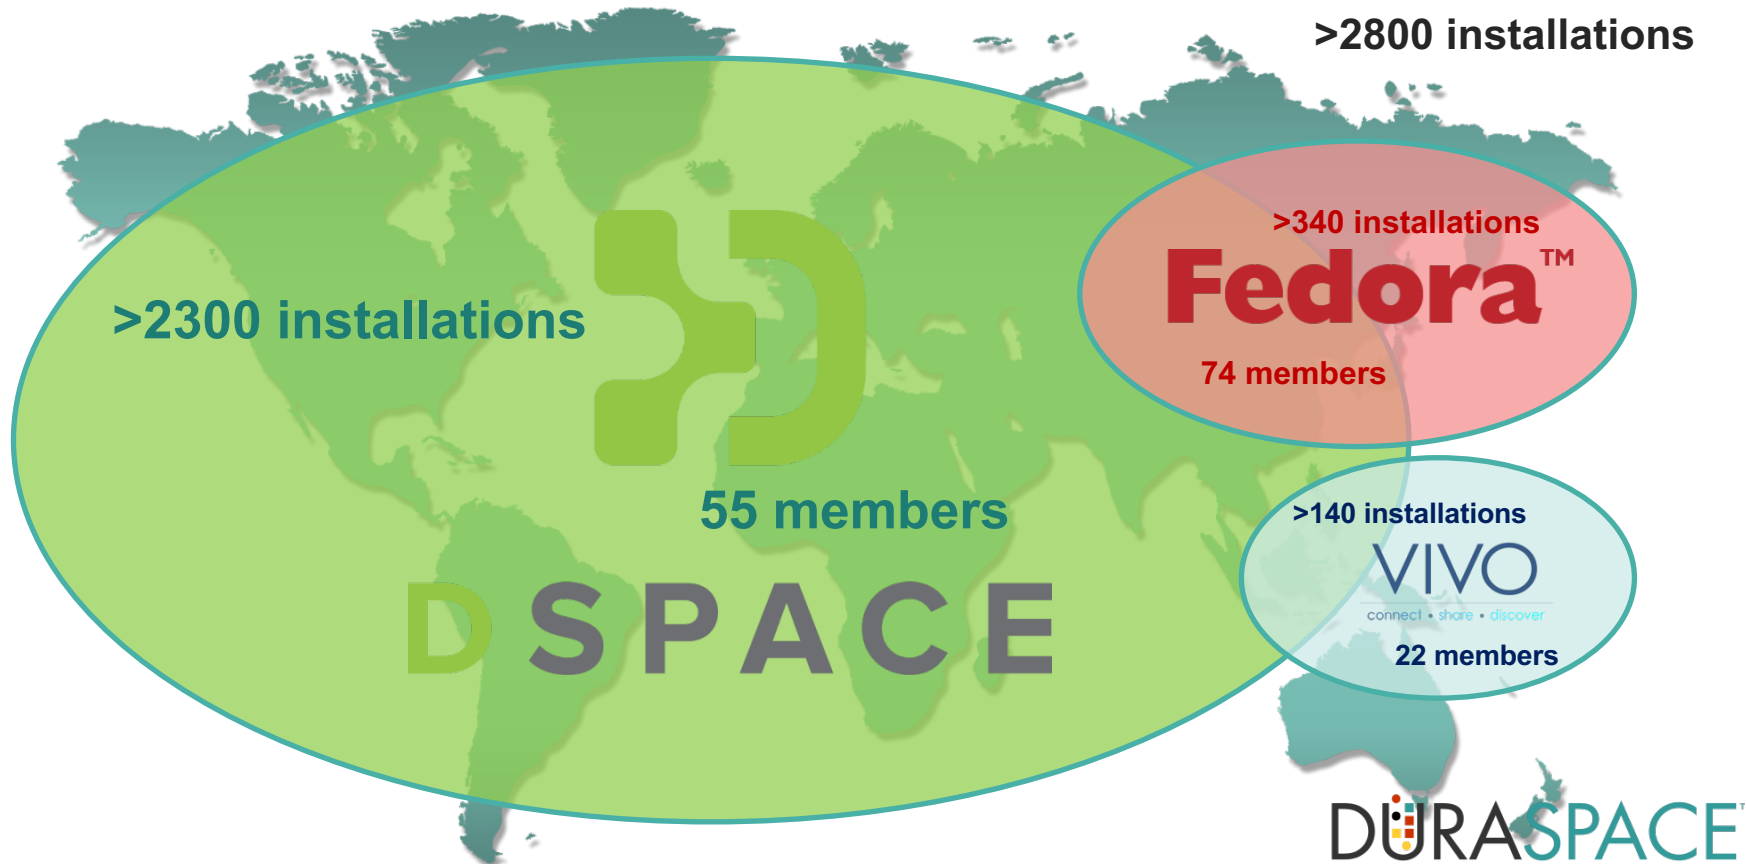 >2800 installations
>340 installations
Fedora™
74 members
>2300 installations
55 members
DSPACE
>140 installations
VIVO
connect • share • discover
22 members
DURASPACE™